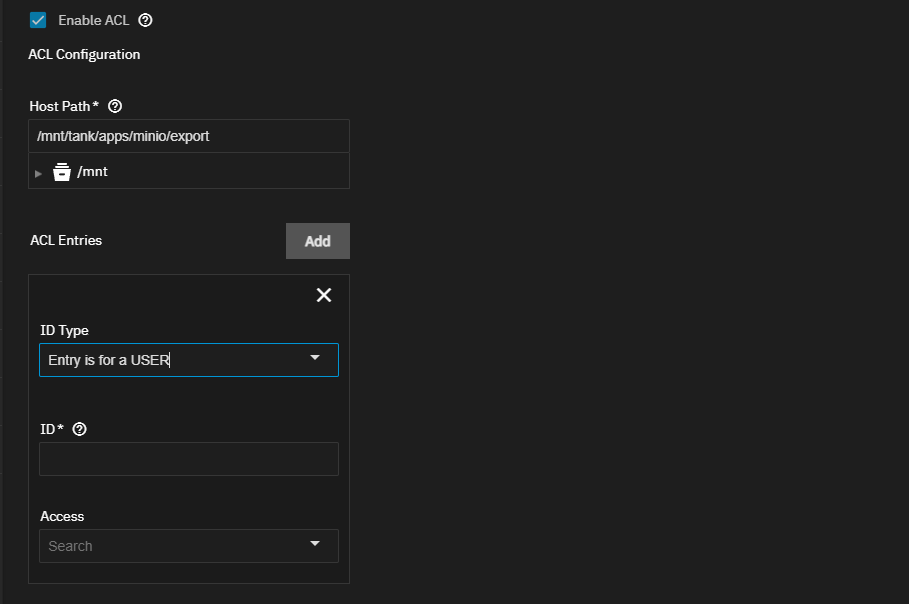 Enable ACL
ACL Configuration
Host Path*
/mnt/tank/apps/minio/export
/mnt
ACL Entries
Add
ID Type
Entry is for a USER
ID*
Access
Search